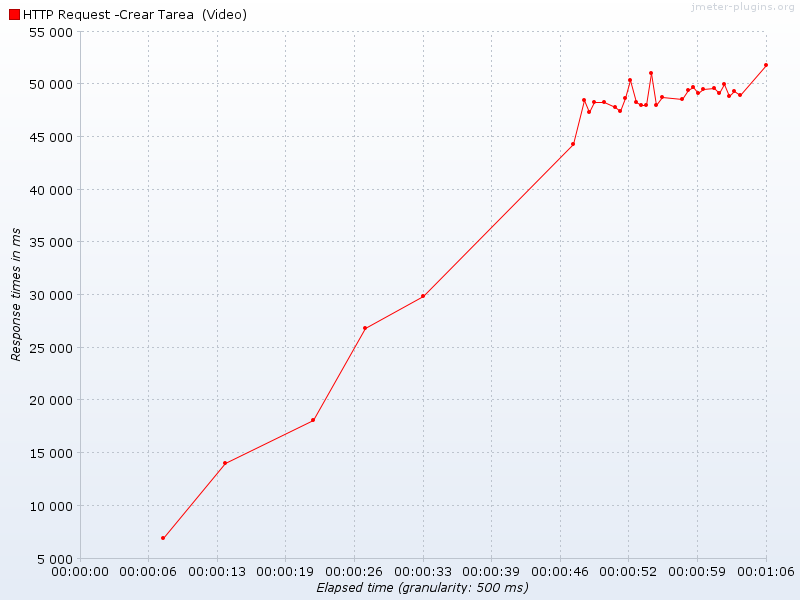 jmeter-plugins.org
HTTP Request -Crear Tarea  (Video)
55 000
50 000
45 000
40 000
35 000
30 000
25 000
20 000
15 000
10 000
5 000
Response times in ms
00:00:00 00:00:06 00:00:13 00:00:19 00:00:26 00:00:33 00:00:39 00:00:46 00:00:52 00:00:59 00:01:06
Elapsed time (granularity: 500 ms)